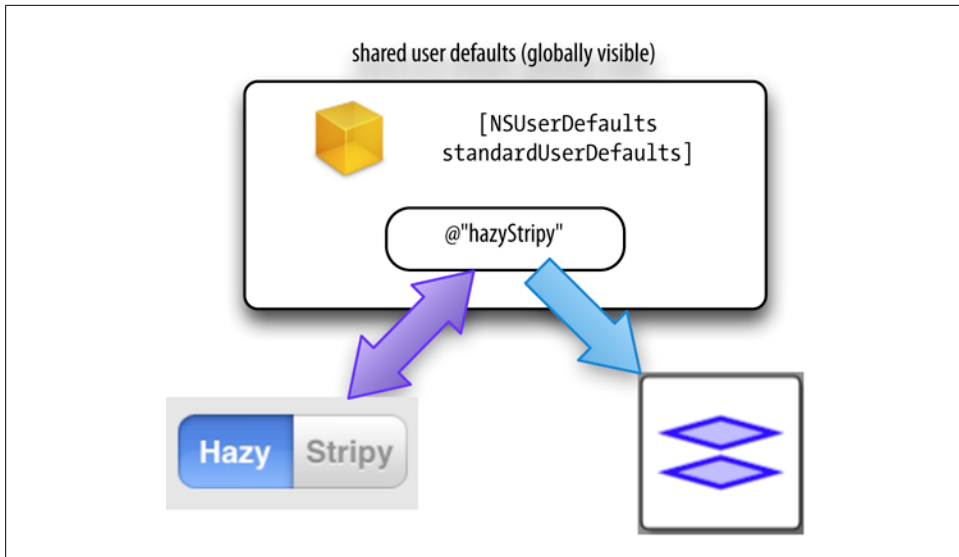 shared user defaults (globally visible)
[NSUserDefaults
standardUserDefaults]
@"hazyStripy"
Hazy Stripy